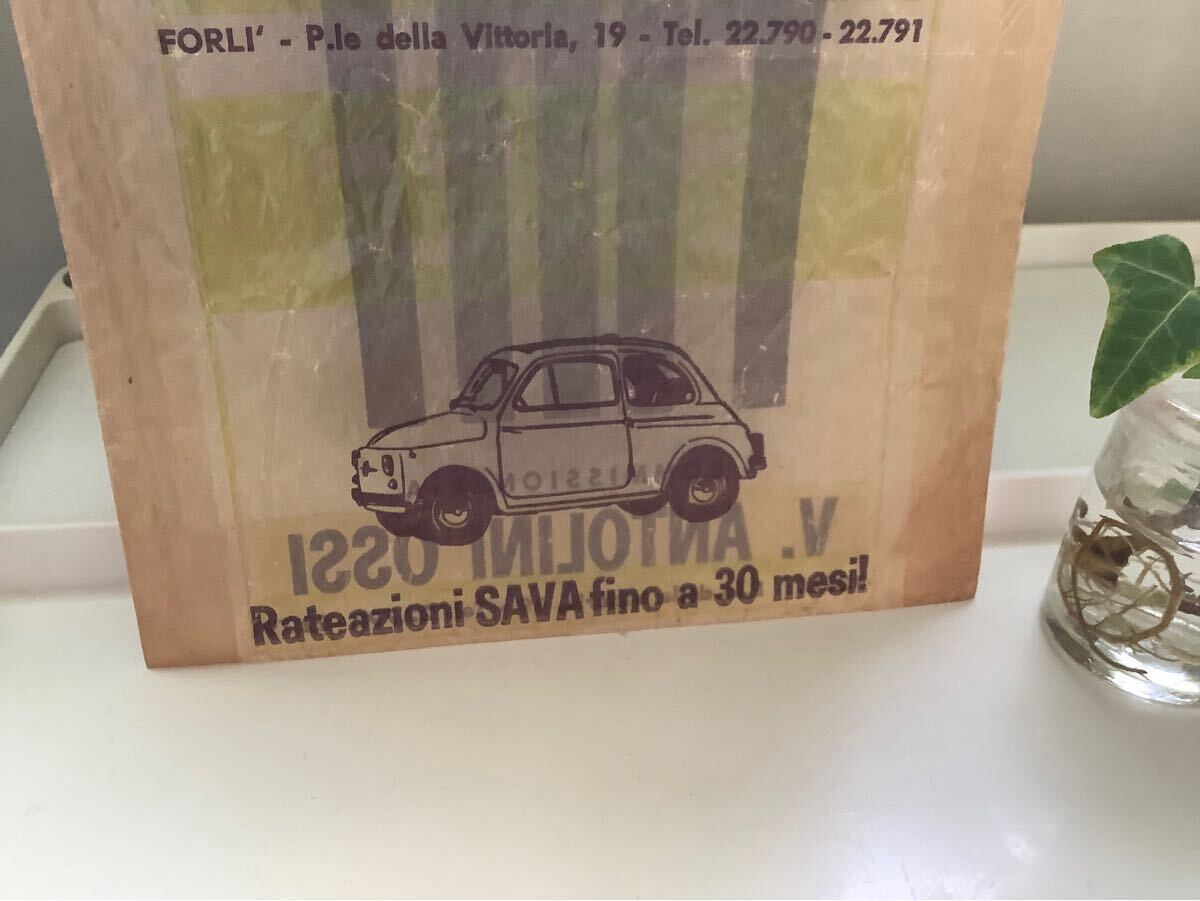 FORLI' - P.le della Vittoria, 19 - Tel. 22.790 - 22.791
V. ANTOLINI OSSI
Rateazioni SAVA fino a 30 mesi!